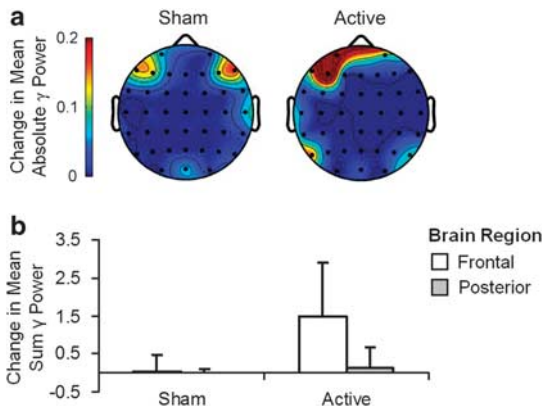 a
Sham
Active
Change in Mean
Absolute γ Power
0.2
0.1
0
b
Change in Mean
Sum γ Power
3.5
2.5
1.5
0.5
-0.5
Sham
Active
Brain Region
Frontal
Posterior